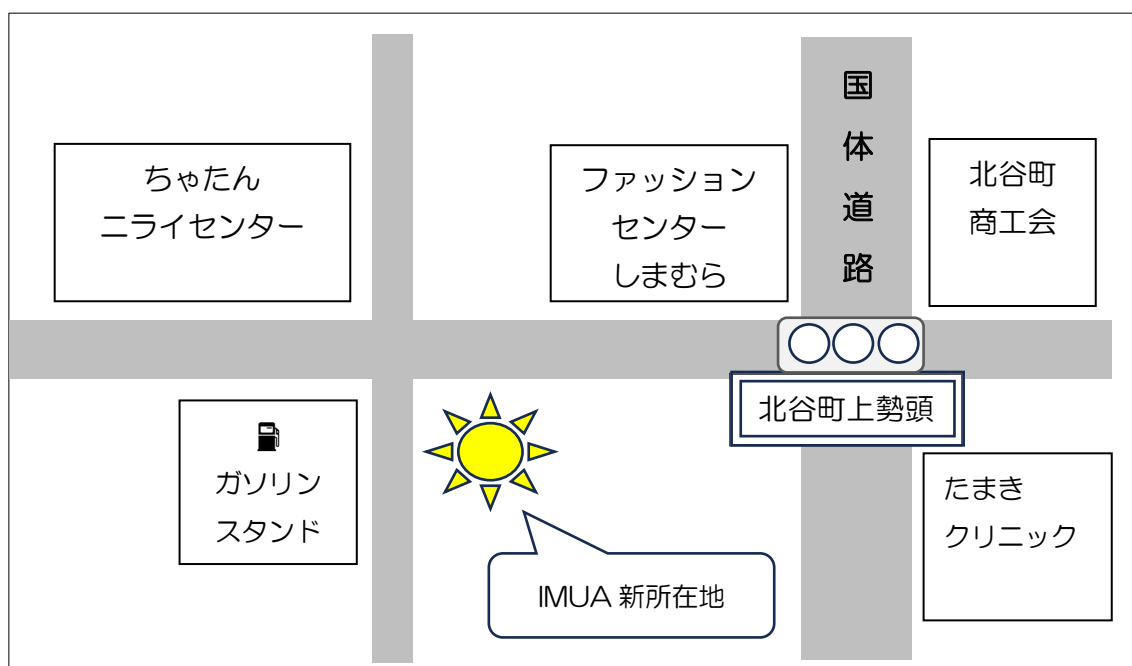 ちゃたん
ニライセンター
ファッション
センター
しまむら
国体道路
北谷町
商工会
北谷町上勢頭
ガソリン
スタンド
IMUA 新所在地
たまき
クリニック